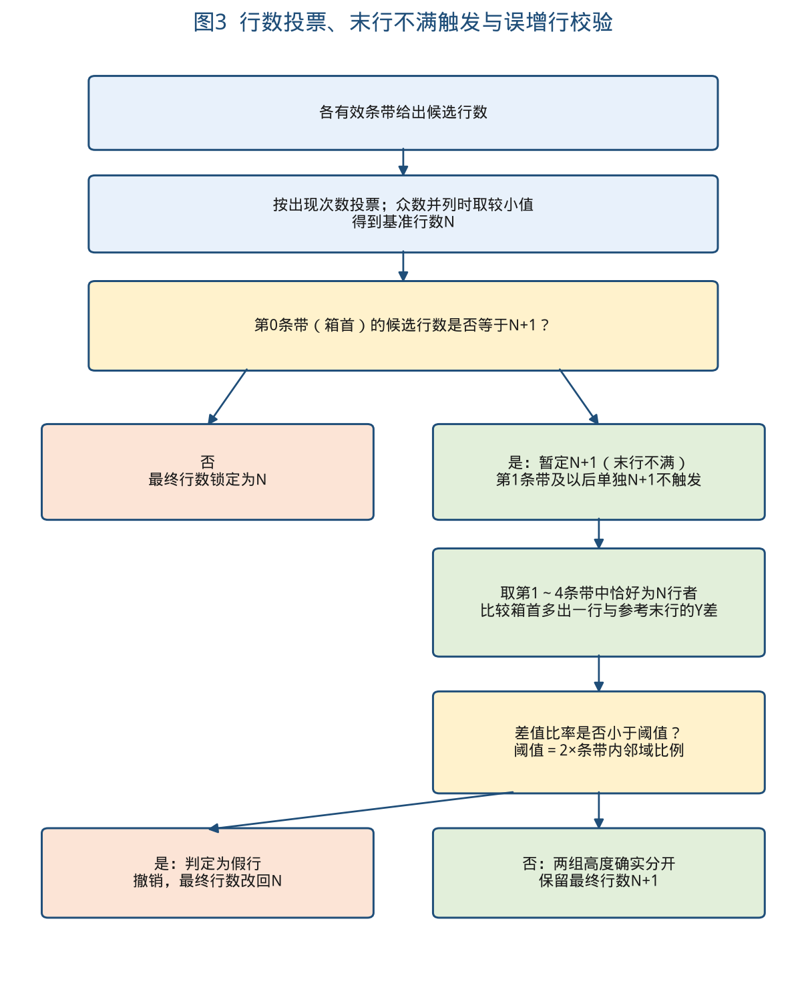 图3 行数投票、末行不满触发与误增行校验
各有效条带给出候选行数
按出现次数投票；众数并列时取较小值
得到基准行数N
第0条带（箱首）的候选行数是否等于N+1？
否
最终行数锁定为N
是：暂定N+1（末行不满）
第1条带及以后单独N+1不触发
取第1～4条带中恰好为N行者
比较箱首多出一行与参考末行的Y差
差值比率是否小于阈值？
阈值＝2×条带内邻域比例
是：判定为假行
撤销，最终行数改回N
否：两组高度确实分开
保留最终行数N+1